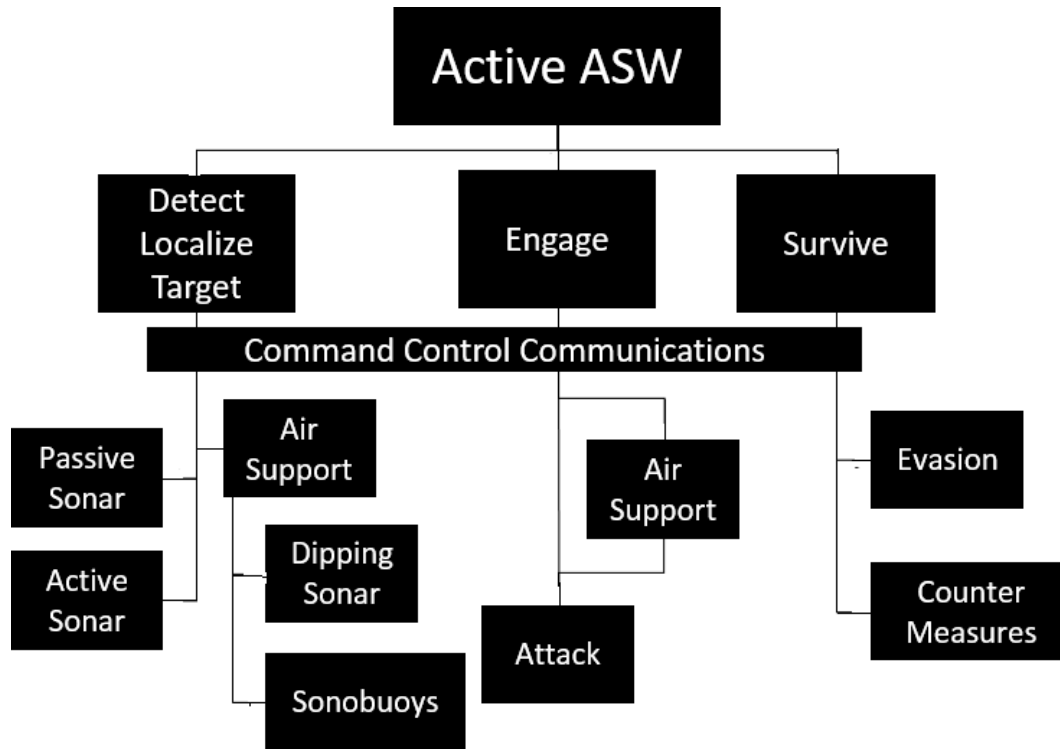 Active ASW
Detect
Localize
Target
Engage
Survive
Command Control Communications
Passive
Sonar
Active
Sonar
Air
Support
Dipping
Sonar
Sonobuoys
Air
Support
Attack
Evasion
Counter
Measures